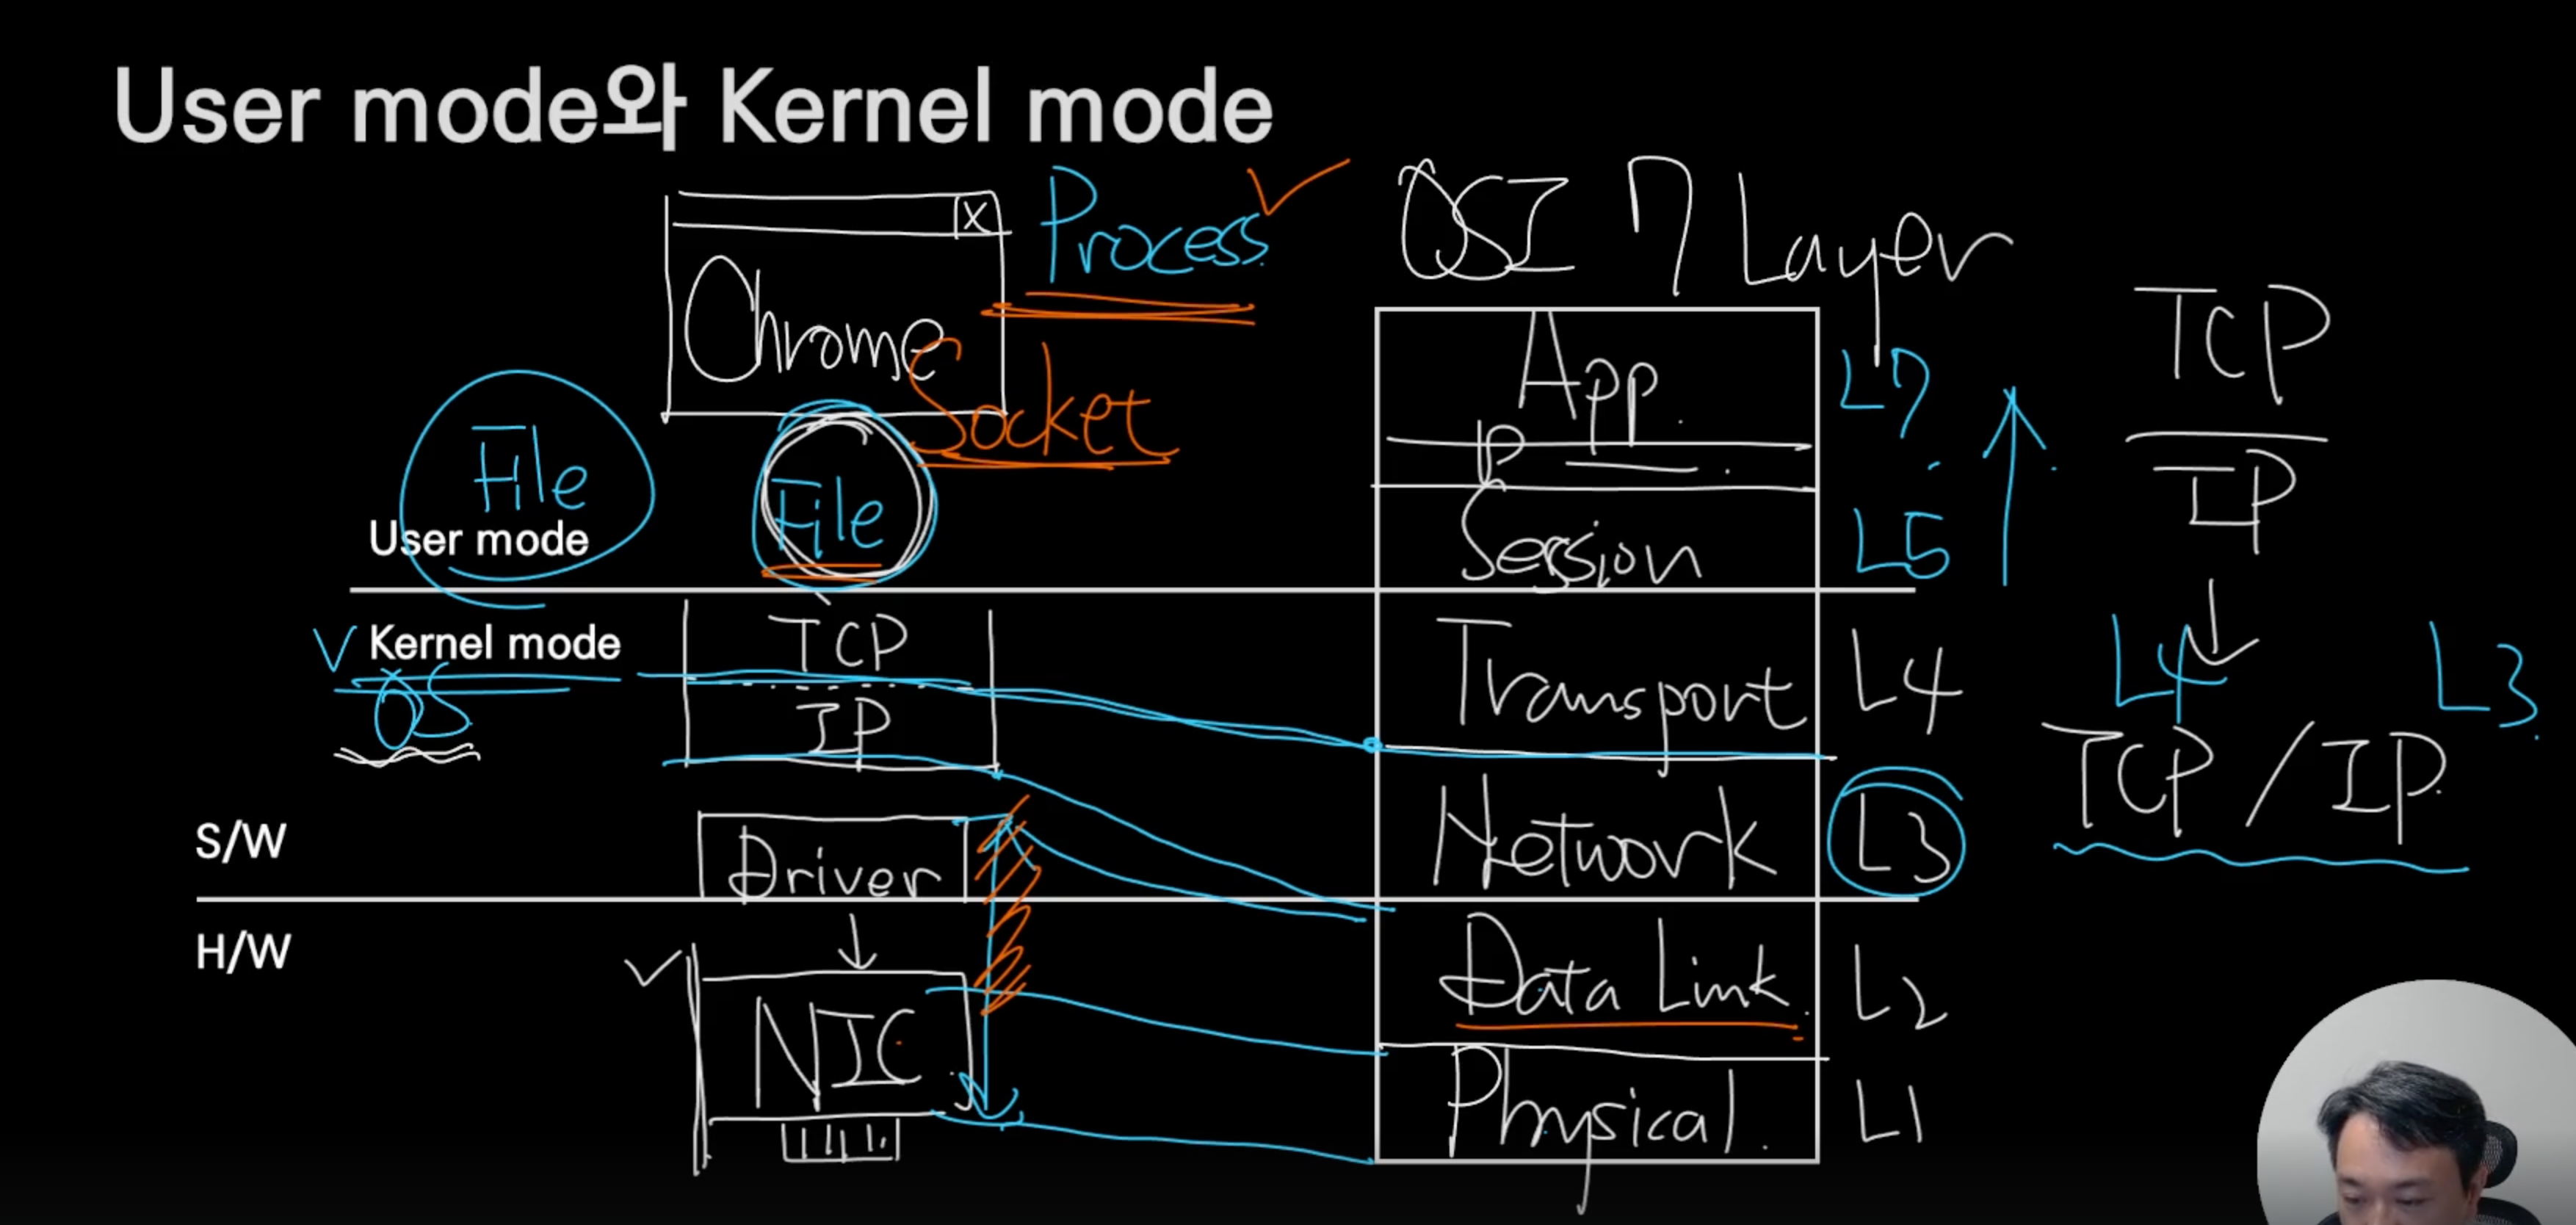 User mode와 Kernel mode
X
Process
Chrome
Socket
File
File
User mode
Kernel mode
OS
TCP
IP
S/W
Driver
H/W
NIC
OSI 7 Layer
App.
P
Session
Transport
Network
Data Link.
Physical.
L7
L5
L4
L3
L2
L1
TCP
IP
L4
L3
TCP/IP